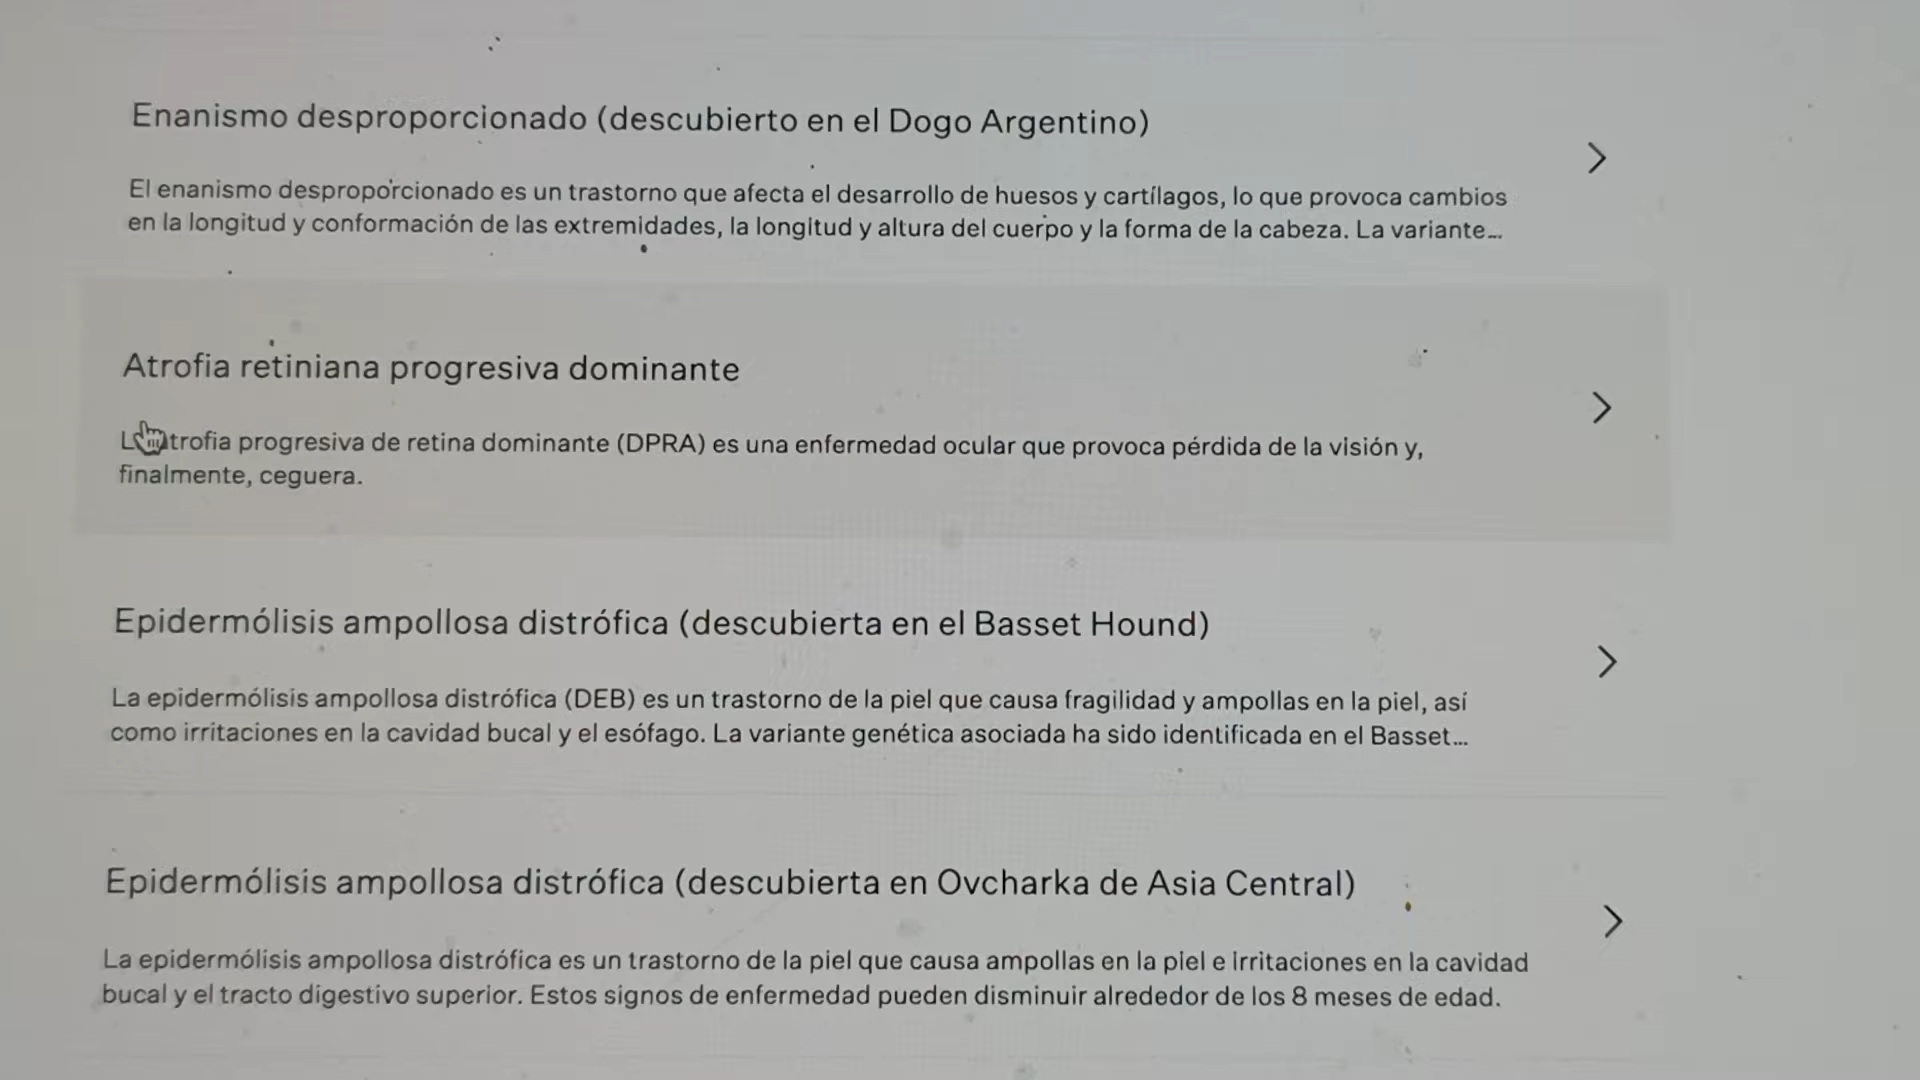 Enanismo desproporcionado (descubierto en el Dogo Argentino)
El enanismo desproporcionado es un trastorno que afecta el desarrollo de huesos y cartílagos, lo que provoca cambios
en la longitud y conformación de las extremidades, la longitud y altura del cuerpo y la forma de la cabeza. La variante...
Atrofia retiniana progresiva dominante
progresiva de retina dominante (DPRA) es una enfermedad ocular que provoca pérdida de la visión y,
finalmente, ceguera.
Epidermólisis ampollosa distrófica (descubierta en el Basset Hound)
La epidermólisis ampollosa distrófica (DEB) es un trastorno de la piel que causa fragilidad y ampollas en la piel, así
como irritaciones en la cavidad bucal y el esófago. La variante genética asociada ha sido identificada en el Basset...
Epidermólisis ampollosa distrófica (descubierta en Ovcharka de Asia Central)
La epidermólisis ampollosa distrófica es un trastorno de la piel que causa ampollas en la piel e irritaciones en la cavidad
bucal y el tracto digestivo superior. Estos signos de enfermedad pueden disminuir alrededor de los 8 meses de edad.